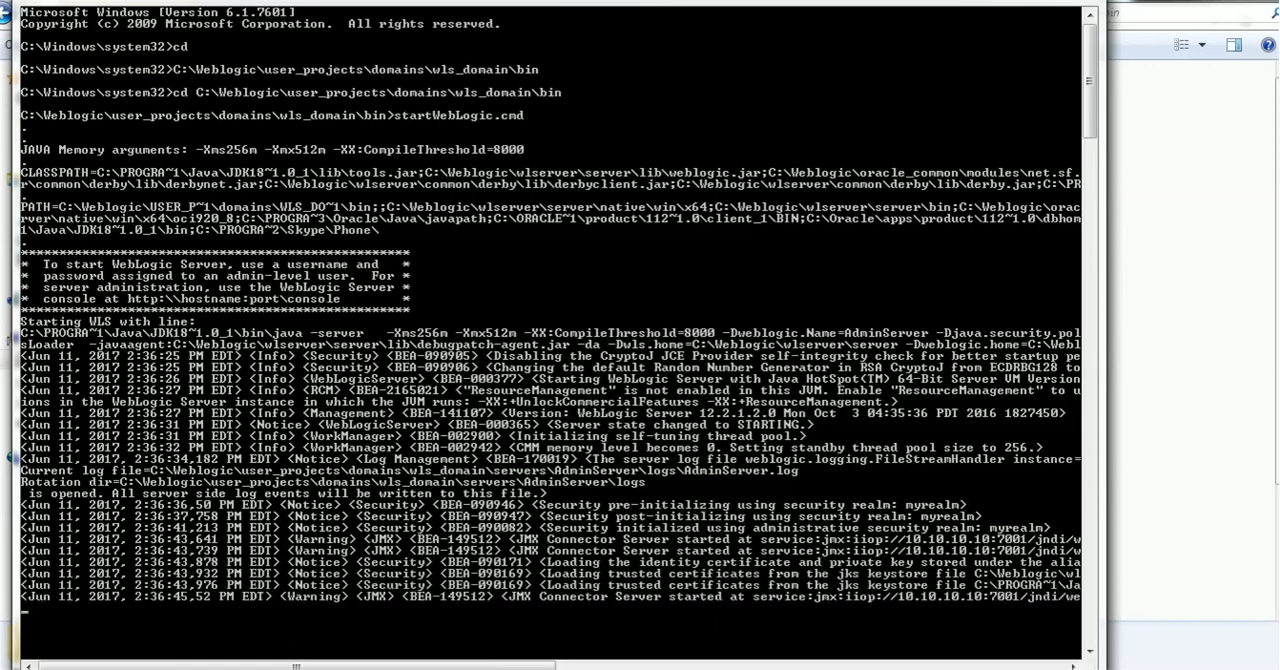 Microsoft Windows [Version 6.1.7601]
Copyright (c) 2009 Microsoft Corporation.  All rights reserved.
C:\Windows\system32>cd
C:\Windows\system32>C:\Weblogic\user_projects\domains\wls_domain\bin
C:\Windows\system32>cd C:\Weblogic\user_projects\domains\wls_domain\bin
C:\Weblogic\user_projects\domains\wls_domain\bin>startWebLogic.cmd
.
.
JAVA Memory arguments: -Xms256m -Xmx512m -XX:CompileThreshold=8000
.
CLASSPATH=C:\PROGRA~1\Java\JDK18~1.0_1\lib\tools.jar;C:\Weblogic\wlserver\server\lib\weblogic.jar;C:\Weblogic\oracle_common\modules\net.sf.
r\common\derby\lib\derbynet.jar;C:\Weblogic\wlserver\common\derby\lib\derbyclient.jar;C:\Weblogic\wlserver\common\derby\lib\derby.jar;C:\PR
.
PATH=C:\Weblogic\USER_P~1\domains\WLS_DO~1\bin;;C:\Weblogic\wlserver\server\native\win\x64;C:\Weblogic\wlserver\server\bin;C:\Weblogic\orac
rver\native\win\x64\oci920_8;C:\PROGRA~3\Oracle\Java\javapath;C:\ORACLE~1\product\112~1.0\client_1\BIN;C:\Oracle\apps\product\112~1.0\dbhom
1\Java\JDK18~1.0_1\bin;C:\PROGRA~2\Skype\Phone\
.
***************************************************
*  To start WebLogic Server, use a username and   *
*  password assigned to an admin-level user.  For *
*  server administration, use the WebLogic Server *
*  console at http:\\hostname:port\console        *
***************************************************
Starting WLS with line:
C:\PROGRA~1\Java\JDK18~1.0_1\bin\java -server   -Xms256m -Xmx512m -XX:CompileThreshold=8000 -Dweblogic.Name=AdminServer -Djava.security.pol
sLoader  -javaagent:C:\Weblogic\wlserver\server\lib\debugpatch-agent.jar -da -Dwls.home=C:\Weblogic\wlserver\server -Dweblogic.home=C:\Webl
<Jun 11, 2017 2:36:25 PM EDT> <Info> <Security> <BEA-090905> <Disabling the CryptoJ JCE Provider self-integrity check for better startup pe
<Jun 11, 2017 2:36:25 PM EDT> <Info> <Security> <BEA-090906> <Changing the default Random Number Generator in RSA CryptoJ from ECDRBG128 to
<Jun 11, 2017 2:36:26 PM EDT> <Info> <WebLogicServer> <BEA-000377> <Starting WebLogic Server with Java HotSpot(TM) 64-Bit Server VM Version
<Jun 11, 2017 2:36:26 PM EDT> <Info> <RCM> <BEA-2165021> <"ResourceManagement" is not enabled in this JVM. Enable "ResourceManagement" to u
ions in the WebLogic Server instance in which the JVM runs: -XX:+UnlockCommercialFeatures -XX:+ResourceManagement.>
<Jun 11, 2017 2:36:27 PM EDT> <Info> <Management> <BEA-141107> <Version: WebLogic Server 12.2.1.2.0 Mon Oct  3 04:35:36 PDT 2016 1827450>
<Jun 11, 2017 2:36:31 PM EDT> <Notice> <WebLogicServer> <BEA-000365> <Server state changed to STARTING.>
<Jun 11, 2017 2:36:31 PM EDT> <Info> <WorkManager> <BEA-002900> <Initializing self-tuning thread pool.>
<Jun 11, 2017 2:36:32 PM EDT> <Info> <WorkManager> <BEA-002942> <CMM memory level becomes 0. Setting standby thread pool size to 256.>
<Jun 11, 2017 2:36:34,182 PM EDT> <Notice> <Log Management> <BEA-170019> <The server log file weblogic.logging.FileStreamHandler instance=
Current log file=C:\Weblogic\user_projects\domains\wls_domain\servers\AdminServer\logs\AdminServer.log
Rotation dir=C:\Weblogic\user_projects\domains\wls_domain\servers\AdminServer\logs
 is opened. All server side log events will be written to this file.>
<Jun 11, 2017, 2:36:36,50 PM EDT> <Notice> <Security> <BEA-090946> <Security pre-initializing using security realm: myrealm>
<Jun 11, 2017, 2:36:37,758 PM EDT> <Notice> <Security> <BEA-090947> <Security post-initializing using security realm: myrealm>
<Jun 11, 2017, 2:36:41,213 PM EDT> <Notice> <Security> <BEA-090082> <Security initialized using administrative security realm: myrealm>
<Jun 11, 2017, 2:36:43,641 PM EDT> <Warning> <JMX> <BEA-149512> <JMX Connector Server started at service:jmx:iiop://10.10.10.10:7001/jndi/w
<Jun 11, 2017, 2:36:43,739 PM EDT> <Warning> <JMX> <BEA-149512> <JMX Connector Server started at service:jmx:iiop://10.10.10.10:7001/jndi/w
<Jun 11, 2017, 2:36:43,878 PM EDT> <Notice> <Security> <BEA-090171> <Loading the identity certificate and private key stored under the alia
<Jun 11, 2017, 2:36:43,932 PM EDT> <Notice> <Security> <BEA-090169> <Loading trusted certificates from the jks keystore file C:\Weblogic\wl
<Jun 11, 2017, 2:36:43,976 PM EDT> <Notice> <Security> <BEA-090169> <Loading trusted certificates from the jks keystore file C:\PROGRA~1\Ja
<Jun 11, 2017, 2:36:45,52 PM EDT> <Warning> <JMX> <BEA-149512> <JMX Connector Server started at service:jmx:iiop://10.10.10.10:7001/jndi/we